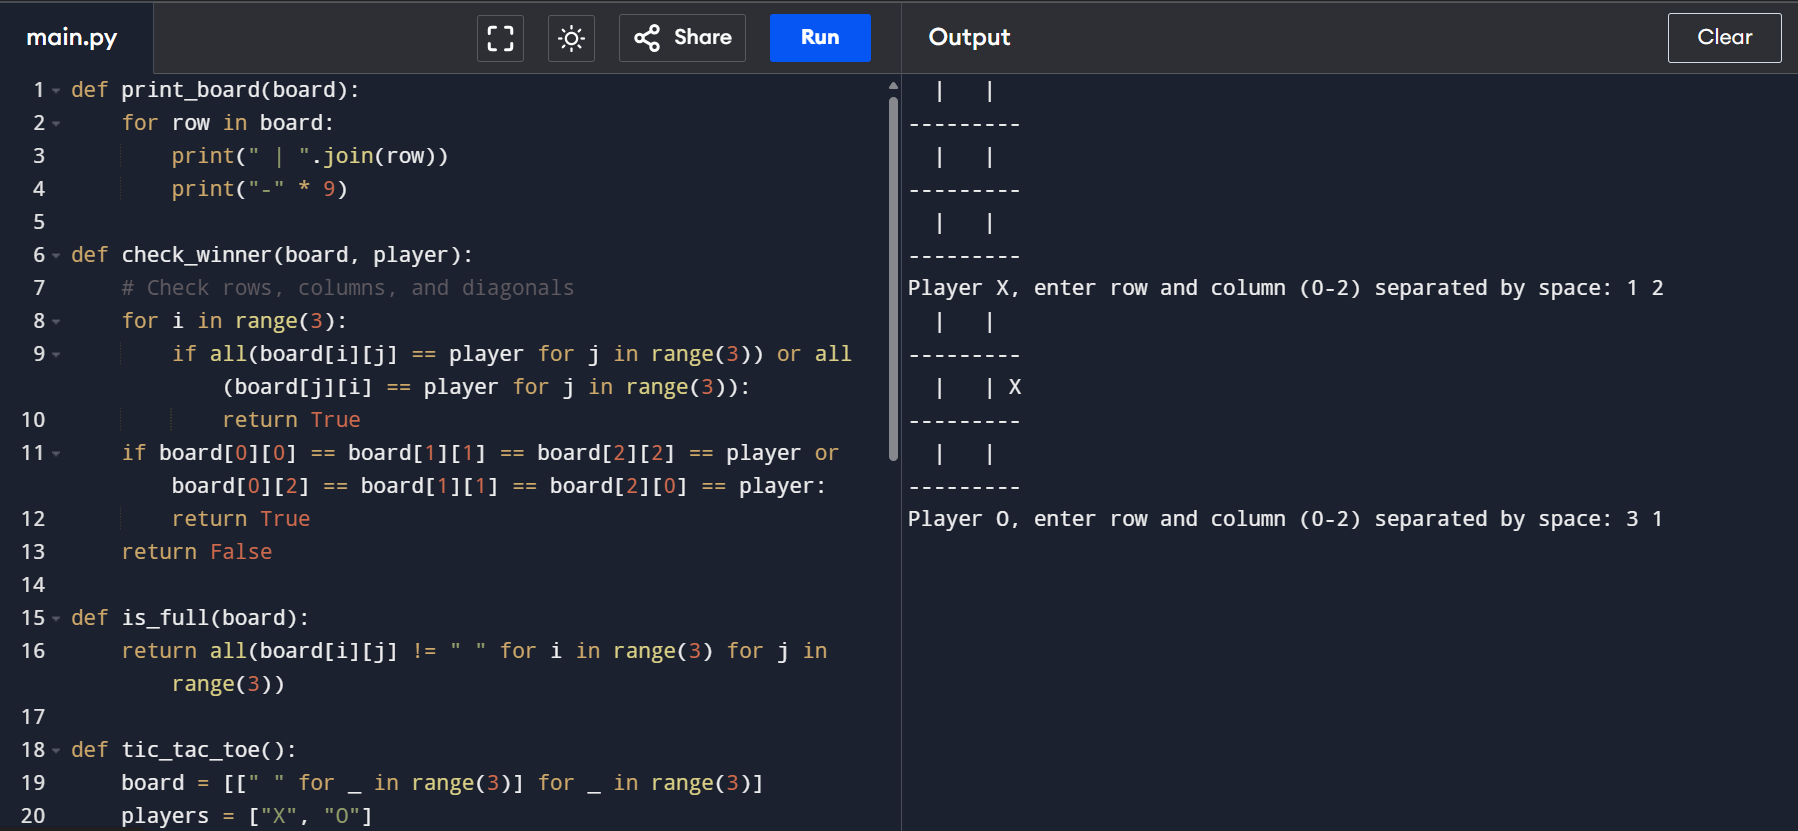 main.py
Share
Run
Output
Clear
1 def print_board(board):
2     for row in board:
3         print(" | ".join(row))
4         print("-" * 9)
5
6 def check_winner(board, player):
7     # Check rows, columns, and diagonals
8     for i in range(3):
9         if all(board[i][j] == player for j in range(3)) or all
            (board[j][i] == player for j in range(3)):
10             return True
11     if board[0][0] == board[1][1] == board[2][2] == player or
        board[0][2] == board[1][1] == board[2][0] == player:
12         return True
13     return False
14
15 def is_full(board):
16     return all(board[i][j] != " " for i in range(3) for j in
        range(3))
17
18 def tic_tac_toe():
19     board = [[" " for _ in range(3)] for _ in range(3)]
20     players = ["X", "O"]
  |   |
---------
  |   |
---------
  |   |
---------
Player X, enter row and column (0-2) separated by space: 1 2
  |   |
---------
  |   | X
---------
  |   |
---------
Player O, enter row and column (0-2) separated by space: 3 1